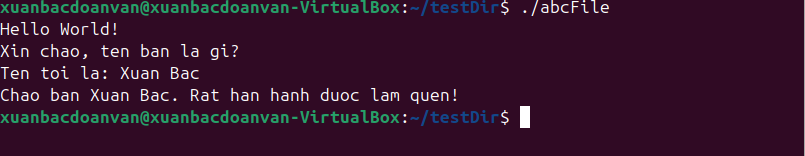 xuanbacdoanvan@xuanbacdoanvan-VirtualBox:~/testDir$ ./abcFile
Hello World!
Xin chao, ten ban la gi?
Ten toi la: Xuan Bac
Chao ban Xuan Bac. Rat han hanh duoc lam quen!
xuanbacdoanvan@xuanbacdoanvan-VirtualBox:~/testDir$